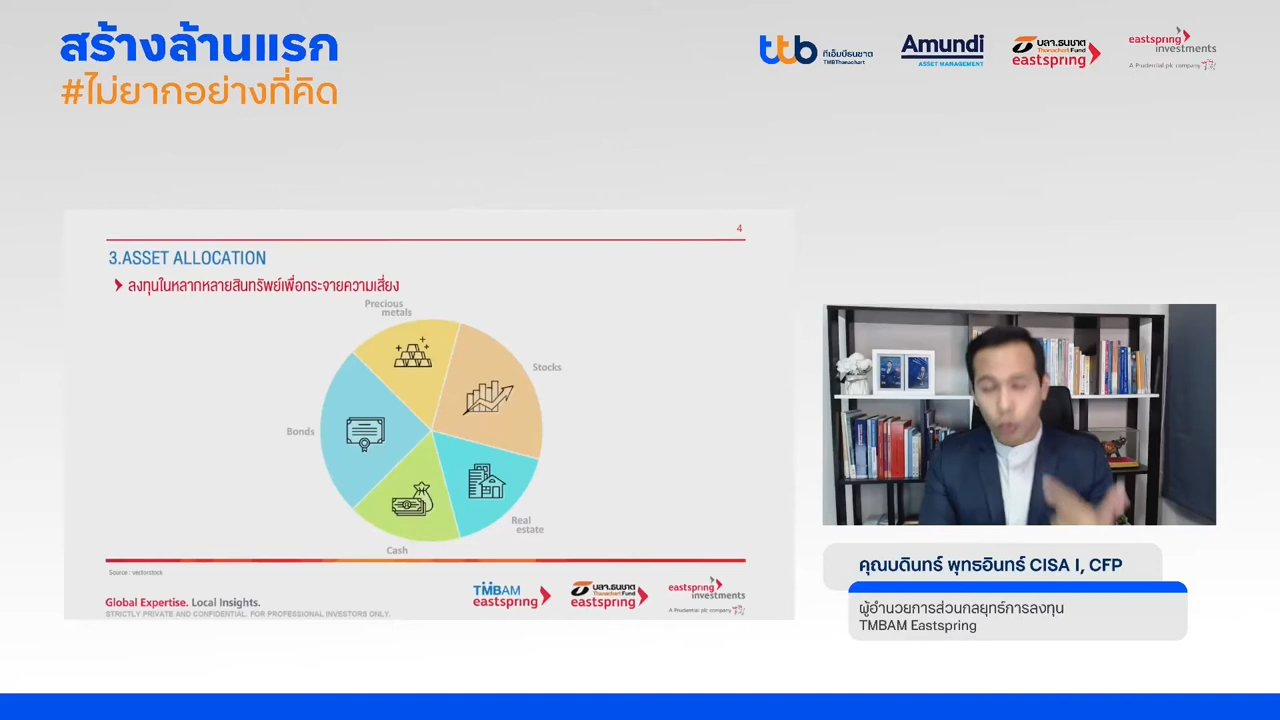 สร้างล้านแรก
#ไม่ยากอย่างที่คิด
ttb ทีเอ็มบีธนชาต
TMBThanachart
Amundi
ASSET MANAGEMENT
บลจ.ธนชาต
Thanachart Fund
eastspring
eastspring
investments
A Prudential plc company
4
3.ASSET ALLOCATION
ลงทุนในหลากหลายสินทรัพย์เพื่อกระจายความเสี่ยง
Precious
metals
Stocks
Bonds
Real
estate
Cash
Source : vectorstock
Global Expertise. Local Insights.
STRICTLY PRIVATE AND CONFIDENTIAL. FOR PROFESSIONAL INVESTORS ONLY.
TMBAM
eastspring
บลจ.ธนชาต
Thanachart Fund
eastspring
eastspring
investments
A Prudential plc company
คุณบดินทร์ พุทธอินทร์ CISA I, CFP
ผู้อำนวยการส่วนกลยุทธ์การลงทุน
TMBAM Eastspring